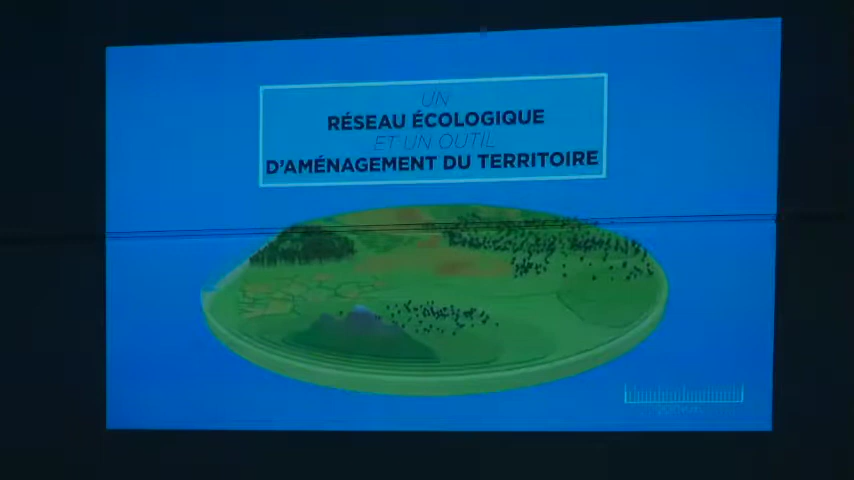 UN
RÉSEAU ÉCOLOGIQUE
ET UN OUTIL
D'AMÉNAGEMENT DU TERRITOIRE